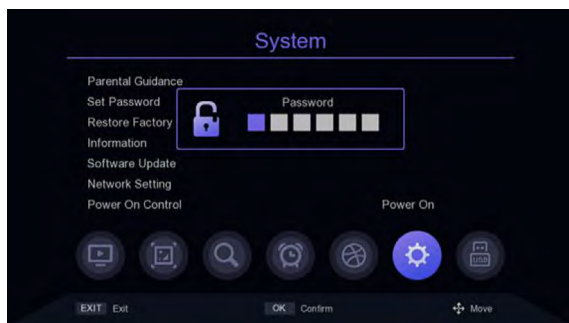 System
Parental Guidance
Set Password
Password
Restore Factory
Information
Software Update
Network Setting
Power On Control Power On
USB
EXIT Exit OK Confirm Move